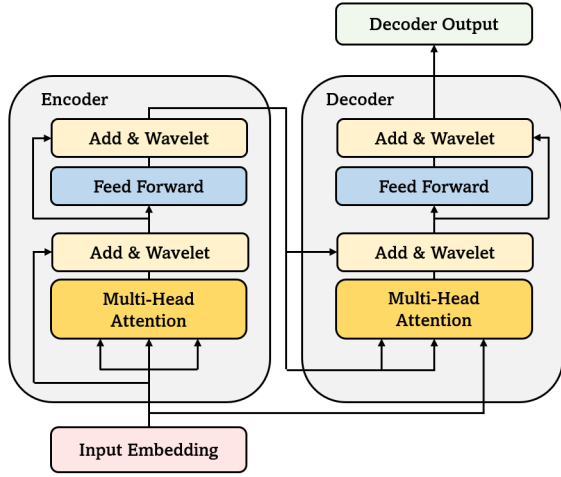 Decoder Output
Encoder
Add & Wavelet
Feed Forward
Add & Wavelet
Multi-Head
Attention
Input Embedding
Decoder
Add & Wavelet
Feed Forward
Add & Wavelet
Multi-Head
Attention